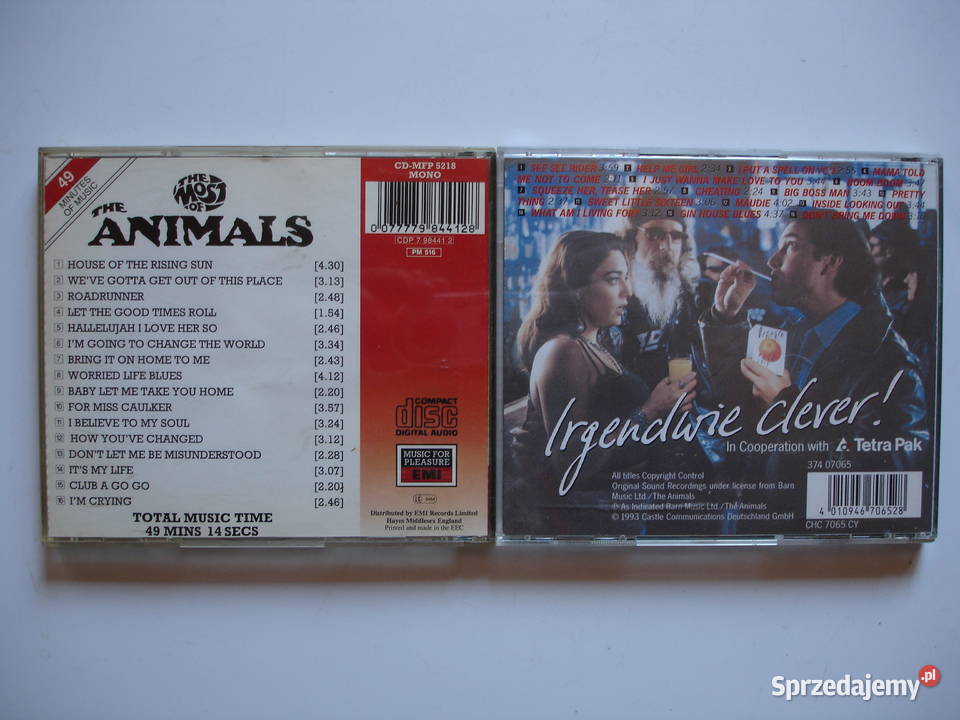 49
MINUTES
OF MUSIC
THE
MOST
OF
THE
ANIMALS
1 HOUSE OF THE RISING SUN [4.30]
2 WE'VE GOTTA GET OUT OF THIS PLACE [3.13]
3 ROADRUNNER [2.48]
4 LET THE GOOD TIMES ROLL [1.54]
5 HALLELUJAH I LOVE HER SO [2.46]
6 I'M GOING TO CHANGE THE WORLD [3.34]
7 BRING IT ON HOME TO ME [2.43]
8 WORRIED LIFE BLUES [4.12]
9 BABY LET ME TAKE YOU HOME [2.20]
10 FOR MISS CAULKER [3.57]
11 I BELIEVE TO MY SOUL [3.24]
12 HOW YOU'VE CHANGED [3.12]
13 DON'T LET ME BE MISUNDERSTOOD [2.28]
14 IT'S MY LIFE [3.07]
15 CLUB A GO GO [2.20]
16 I'M CRYING [2.46]
TOTAL MUSIC TIME
49 MINS 14 SECS
CD-MFP 5218
MONO
0 077779 844128
CDP 7 98441 2
PM 516
COMPACT
disc
DIGITAL AUDIO
MUSIC FOR
PLEASURE
EMI
Distributed by EMI Records Limited
Hayes Middlesex England
Printed and made in the EEC
SEE SEE RIDER HELP ME GIRL 2:34 I PUT A SPELL ON YOU 2:55 MAMA TOLD
ME NOT TO COME I JUST WANNA MAKE LOVE TO YOU 3:44 BOOM BOOM
SQUEEZE HER, TEASE HER 2:57 CHEATING 2:24 BIG BOSS MAN 3:43 PRETTY
THING 2:37 SWEET LITTLE SIXTEEN 3:06 MAUDIE 4:02 INSIDE LOOKING OUT 3:44
WHAT AM I LIVING FOR? 3:12 GIN HOUSE BLUES 4:37 DON'T BRING ME DOWN
Irgendwie clever!
In Cooperation with Tetra Pak
374 07065
All titles Copyright Control
Original Sound Recordings under license from Barn
Music Ltd./The Animals
℗ As Indicated Barn Music Ltd./The Animals
© 1993 Castle Communications Deutschland GmbH
4 010946 706528
CHC 7065 CY
Sprzedajemy.pl